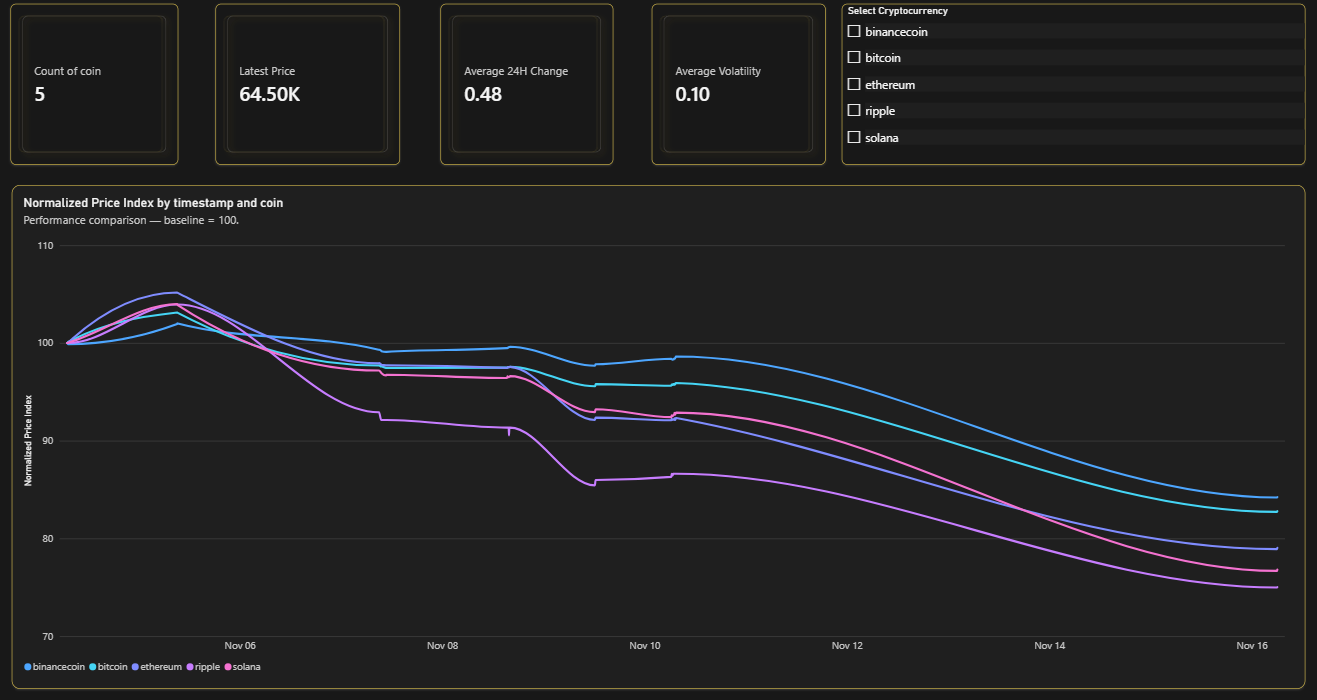 Count of coin
5
Latest Price
64.50K
Average 24H Change
0.48
Average Volatility
0.10
Select Cryptocurrency
binancecoin
bitcoin
ethereum
ripple
solana
Normalized Price Index by timestamp and coin
Performance comparison — baseline = 100.
Normalized Price Index
110
100
90
80
70
Nov 06 Nov 08 Nov 10 Nov 12 Nov 14 Nov 16
binancecoin bitcoin ethereum ripple solana